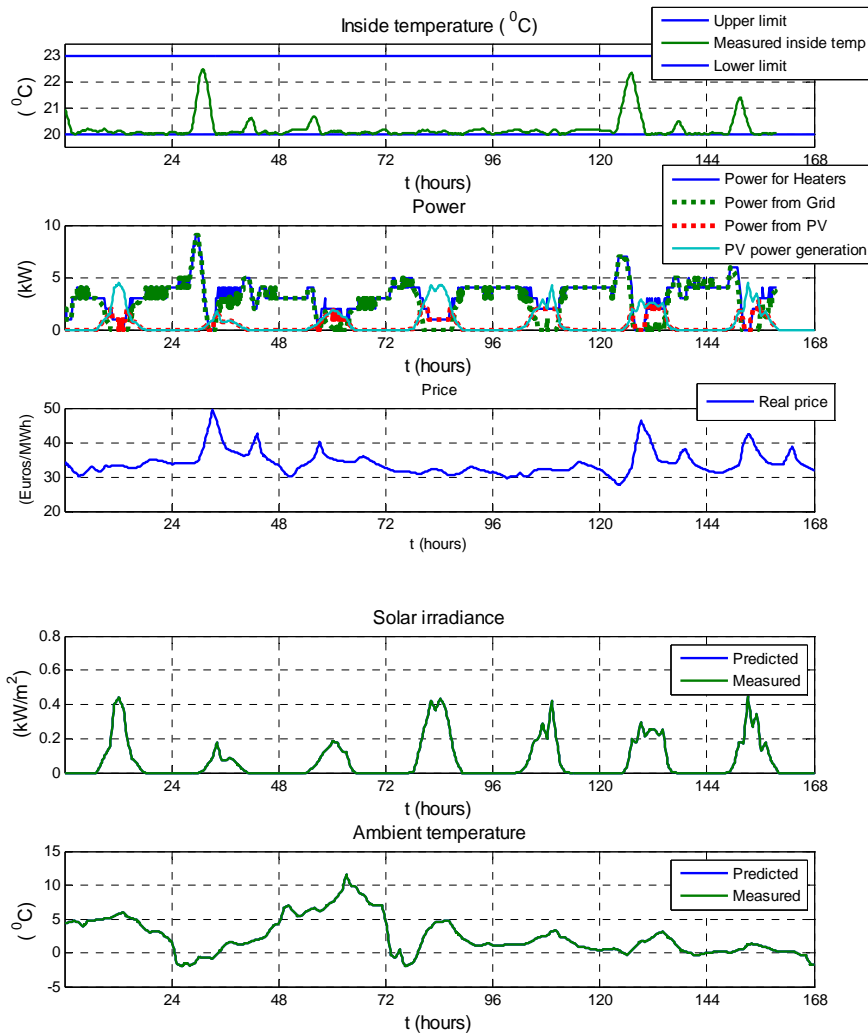 Inside temperature ( ⁰C)
Upper limit
Measured inside temp
Lower limit
23
22
21
20
( ⁰C)
24 48 72 96 120 144 168
t (hours)
Power for Heaters
Power from Grid
Power from PV
PV power generation
Power
10
5
0
(kW)
24 48 72 96 120 144 168
t (hours)
Price
Real price
50
40
30
20
(Euros/MWh)
24 48 72 96 120 144 168
t (hours)
Solar irradiance
Predicted
Measured
0.8
0.6
0.4
0.2
0
(kW/m²)
24 48 72 96 120 144 168
t (hours)
Ambient temperature
Predicted
Measured
15
10
5
0
-5
( ⁰C)
24 48 72 96 120 144 168
t (hours)